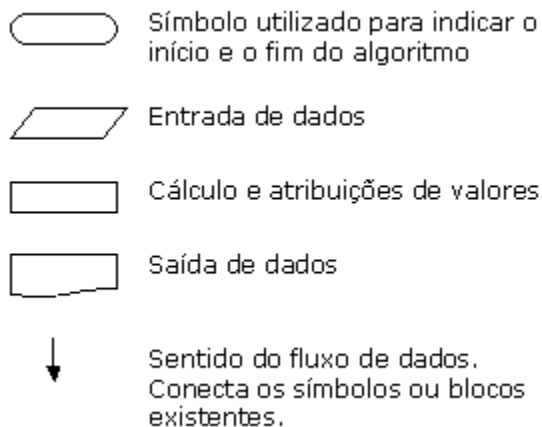 Símbolo utilizado para indicar o
início e o fim do algoritmo
Entrada de dados
Cálculo e atribuições de valores
Saída de dados
Sentido do fluxo de dados.
Conecta os símbolos ou blocos
existentes.